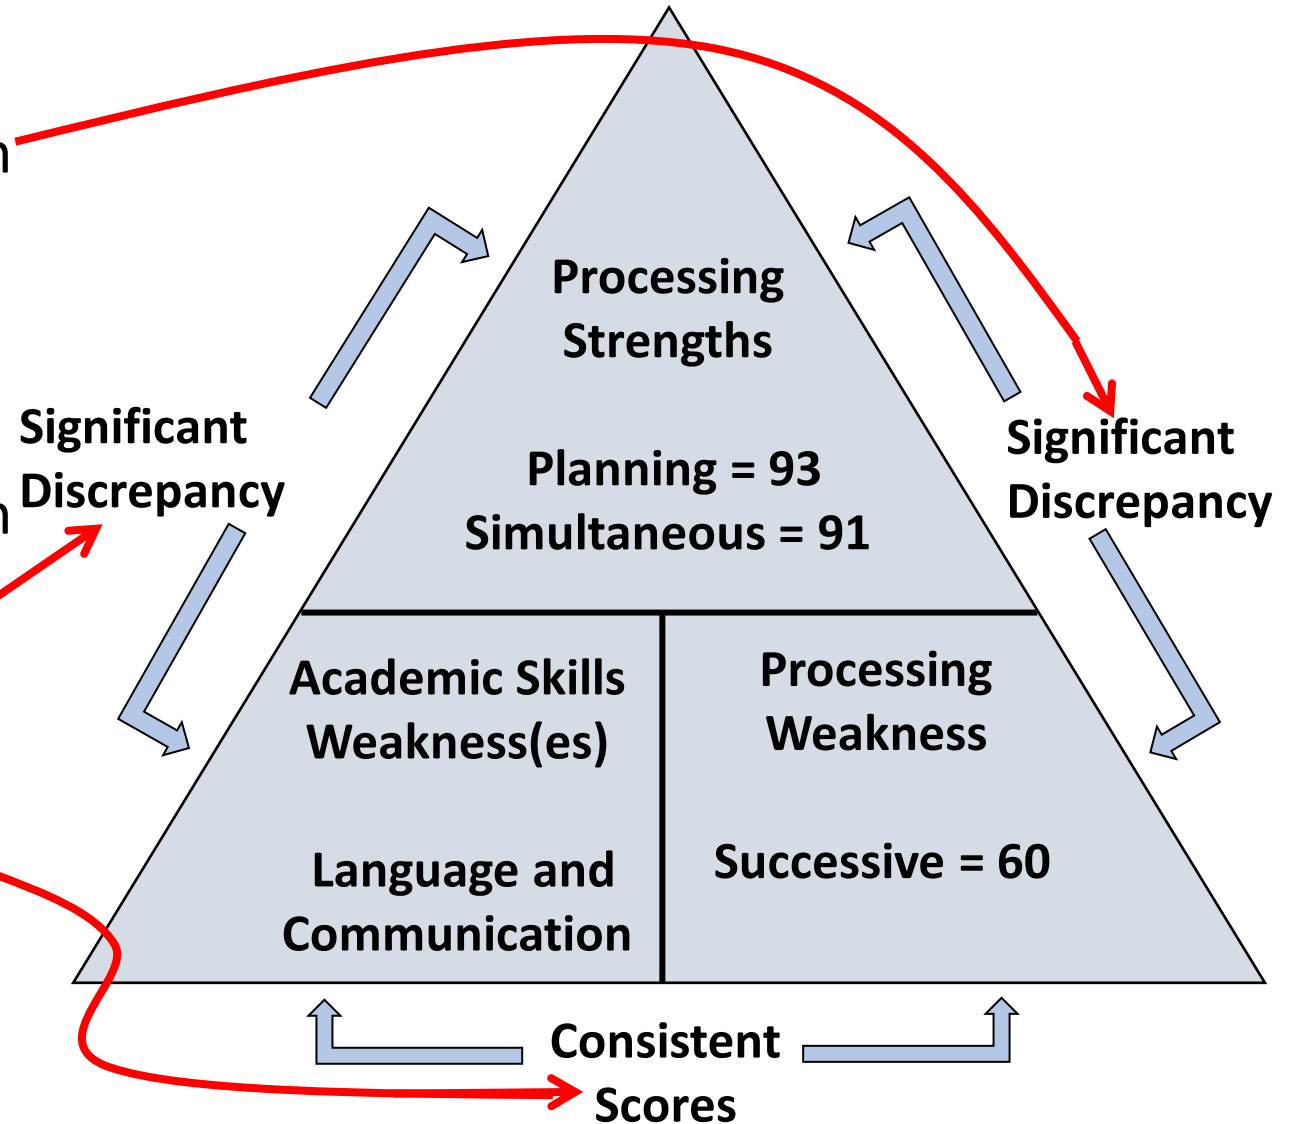 n
Processing
Strengths
Planning = 93
Simultaneous = 91
Significant
Discrepancy
n
Significant
Discrepancy
Academic Skills
Weakness(es)
Language and
Communication
Processing
Weakness
Successive = 60
Consistent
Scores